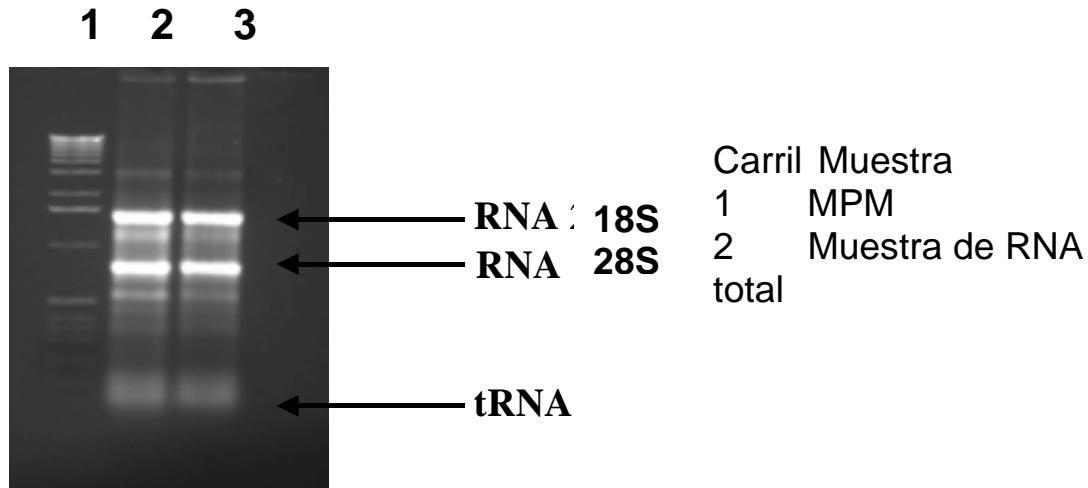 1 2 3
RNA 18S
RNA 28S
tRNA
Carril Muestra
1 MPM
2 Muestra de RNA
total